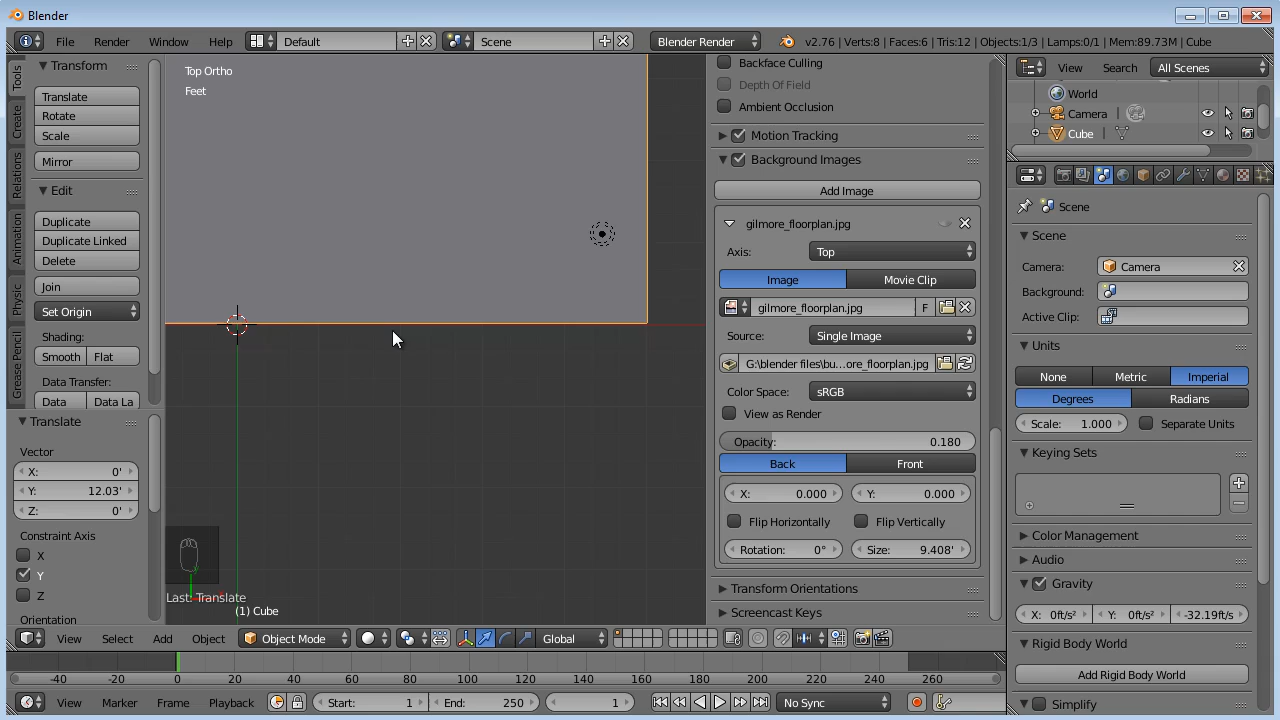 Blender
File Render Window Help Default Scene Blender Render v2.76 | Verts:8 | Faces:6 | Tris:12 | Objects:1/3 | Lamps:0/1 | Mem:89.73M | Cube
Tools
Create
Relations
Animation
Physic
Grease Pencil
Transform
Translate
Rotate
Scale
Mirror
Edit
Duplicate
Duplicate Linked
Delete
Join
Set Origin
Shading:
Smooth Flat
Data Transfer:
Data Data La
Translate
Vector
X: 0'
Y: 12.03'
Z: 0'
Constraint Axis
X
Y
Z
Orientation
Top Ortho
Feet
Last: Translate
(1) Cube
Backface Culling
Depth Of Field
Ambient Occlusion
Motion Tracking
Background Images
Add Image
gilmore_floorplan.jpg
Axis: Top
Image Movie Clip
gilmore_floorplan.jpg F
Source: Single Image
G:\blender files\bu...ore_floorplan.jpg
Color Space: sRGB
View as Render
Opacity: 0.180
Back Front
X: 0.000 Y: 0.000
Flip Horizontally Flip Vertically
Rotation: 0° Size: 9.408'
Transform Orientations
Screencast Keys
View Search All Scenes
World
Camera
Cube
Scene
Scene
Camera: Camera
Background:
Active Clip:
Units
None Metric Imperial
Degrees Radians
Scale: 1.000 Separate Units
Keying Sets
Color Management
Audio
Gravity
X: 0ft/s² Y: 0ft/s² -32.19ft/s²
Rigid Body World
Add Rigid Body World
Simplify
View Select Add Object Object Mode Global
-40 -20 0 20 40 60 80 100 120 140 160 180 200 220 240 260
View Marker Frame Playback Start: 1 End: 250 1 No Sync